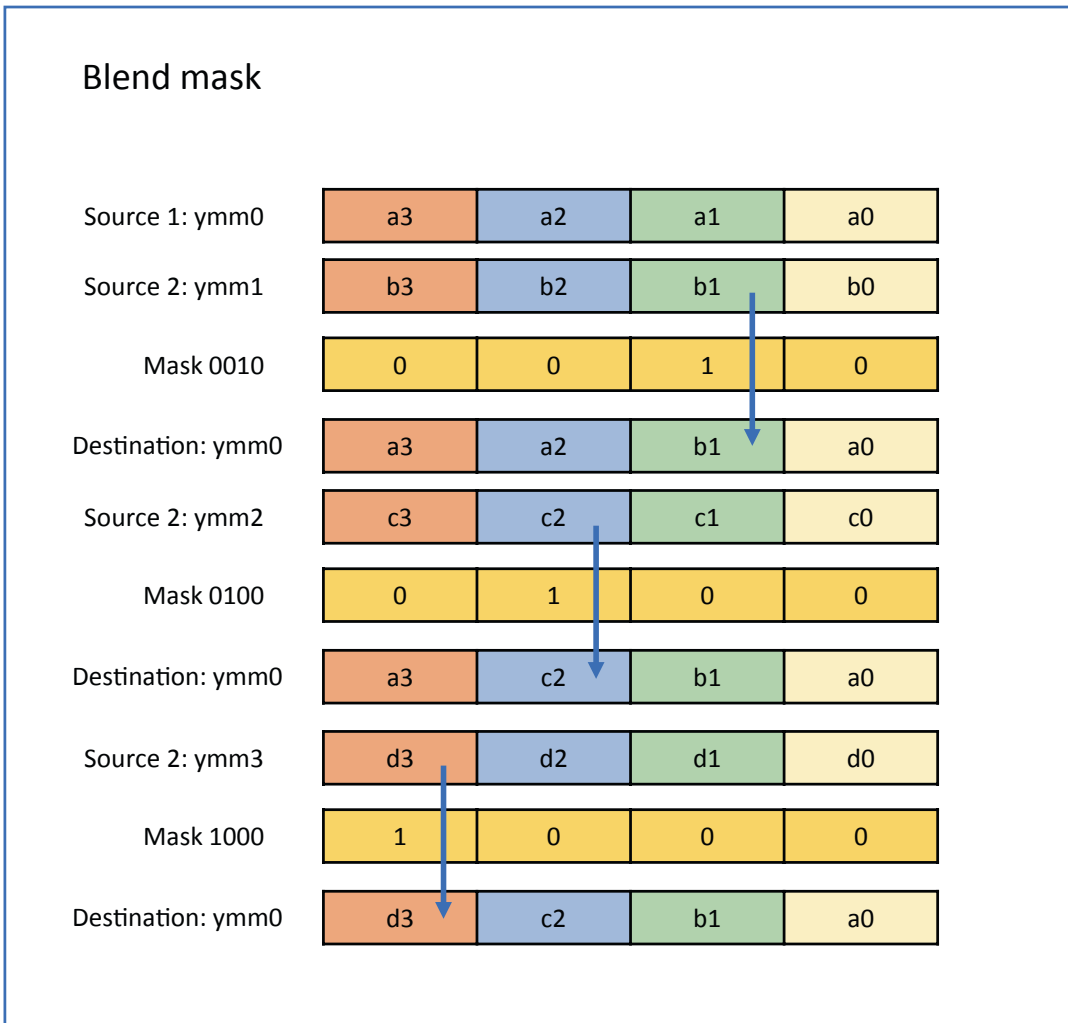 Blend mask
Source 1: ymm0 a3 a2 a1 a0
Source 2: ymm1 b3 b2 b1 b0
Mask 0010 0 0 1 0
Destination: ymm0 a3 a2 b1 a0
Source 2: ymm2 c3 c2 c1 c0
Mask 0100 0 1 0 0
Destination: ymm0 a3 c2 b1 a0
Source 2: ymm3 d3 d2 d1 d0
Mask 1000 1 0 0 0
Destination: ymm0 d3 c2 b1 a0